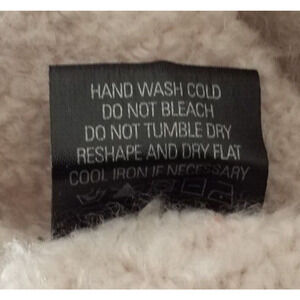 HAND WASH COLD
DO NOT BLEACH
DO NOT TUMBLE DRY
RESHAPE AND DRY FLAT
COOL IRON IF NECESSARY